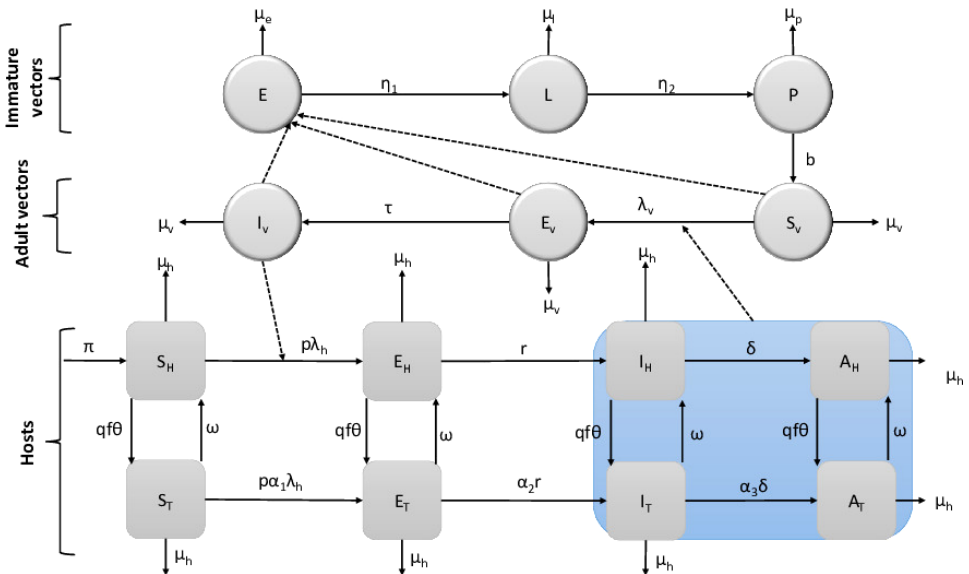 μe μl μp
Immature vectors
E η1 L η2 P
b
Adult vectors
μv Iv τ Ev λv Sv μv
μh μh μv μh
Hosts
π SH pλh EH r IH δ AH μh
qfθ ω qfθ ω qfθ ω qfθ ω
ST pα1λh ET α2r IT α3δ AT μh
μh μh μh